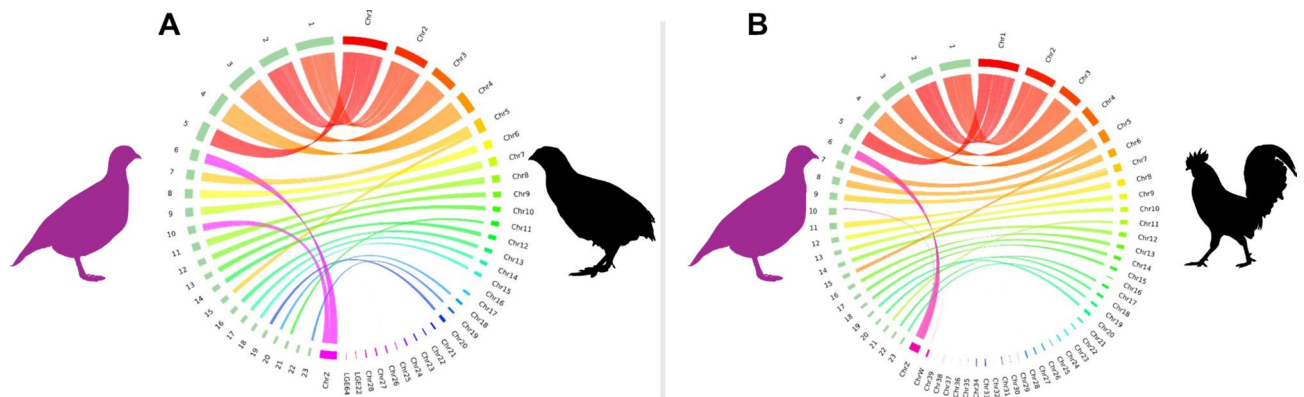 A
Chr1
Chr2
Chr3
Chr4
Chr5
Chr6
Chr7
Chr8
Chr9
Chr10
Chr11
Chr12
Chr13
Chr14
Chr15
Chr16
Chr17
Chr18
Chr19
Chr20
Chr21
Chr22
Chr23
Chr24
Chr25
Chr26
Chr27
Chr28
LGE22
LGE64
ChrZ
23
22
21
20
19
18
17
16
15
14
13
12
11
10
9
8
7
6
5
4
3
2
1
B
Chr1
Chr2
Chr3
Chr4
Chr5
Chr6
Chr7
Chr8
Chr9
Chr10
Chr11
Chr12
Chr13
Chr14
Chr15
Chr16
Chr17
Chr18
Chr19
Chr20
Chr21
Chr22
Chr23
Chr24
Chr25
Chr26
Chr27
Chr28
Chr29
Chr30
Chr31
Chr32
Chr33
Chr34
Chr35
Chr36
Chr37
Chr38
Chr39
ChrW
ChrZ
23
22
21
20
19
18
16
15
14
13
12
11
10
9
8
7
5
4
3
2
1